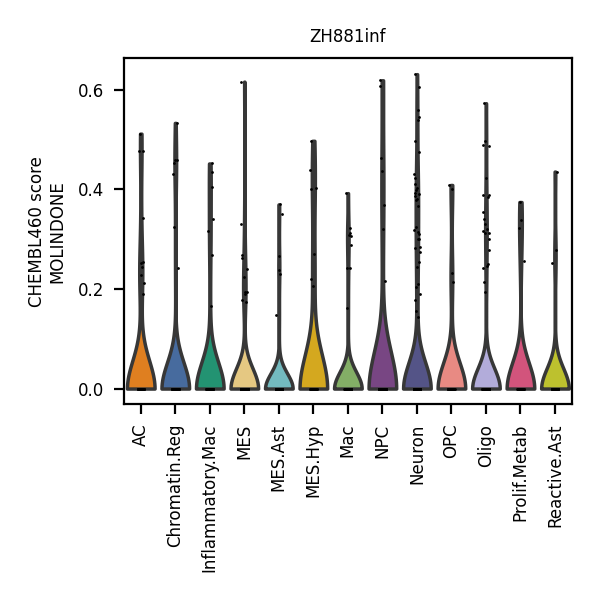 ZH881inf
CHEMBL460 score
MOLINDONE
0.6
0.4
0.2
0.0
AC
Chromatin.Reg
Inflammatory.Mac
MES
MES.Ast
MES.Hyp
Mac
NPC
Neuron
OPC
Oligo
Prolif.Metab
Reactive.Ast